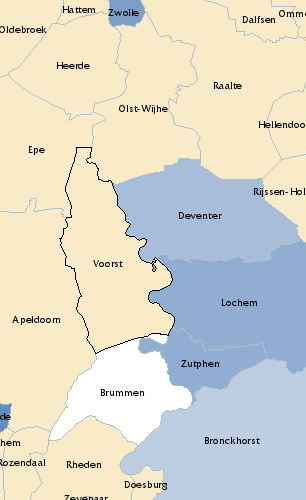 Hattem
Zwolle
Dalfsen
Omme
Oldebroek
Heerde
Raalte
Olst-Wijhe
Hellendoo
Epe
Rijssen-Hol
Deventer
Voorst
Lochem
Apeldoorn
Zutphen
Brummen
de
Bronckhorst
hem
Rozendaal
Rheden
Doesburg
Zevenaar